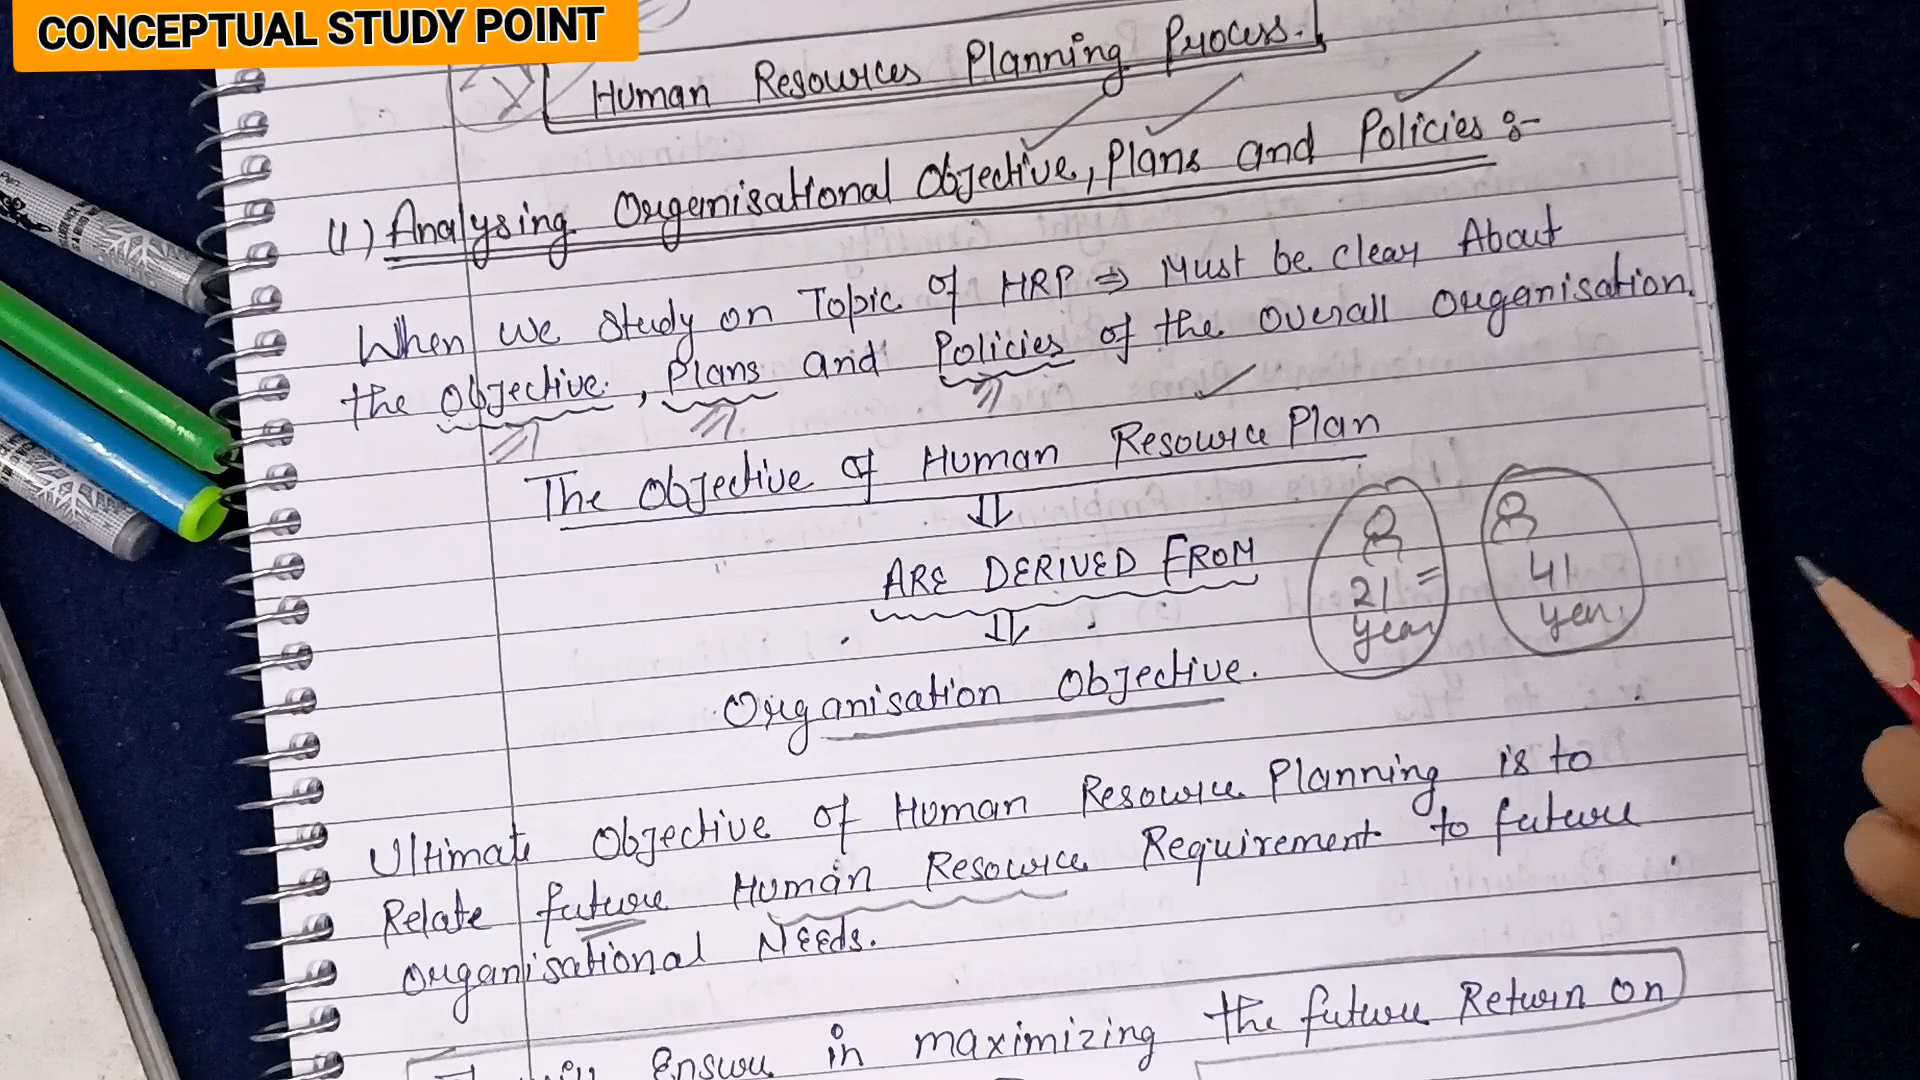 CONCEPTUAL STUDY POINT
Human Resources Planning Process.
(1) Analysing Organisational Objective, Plans and Policies :-
When we study on Topic of HRP ⇒ Must be clear About
the Objective, Plans and Policies of the overall organisation.
The Objective of Human Resource Plan
⇓
ARE DERIVED FROM
⇓
Organisation Objective.
21 year
41 year
Ultimate Objective of Human Resource Planning is to
Relate future Human Resource Requirement to future
organisational Needs.
Ensure in maximizing the future Return on